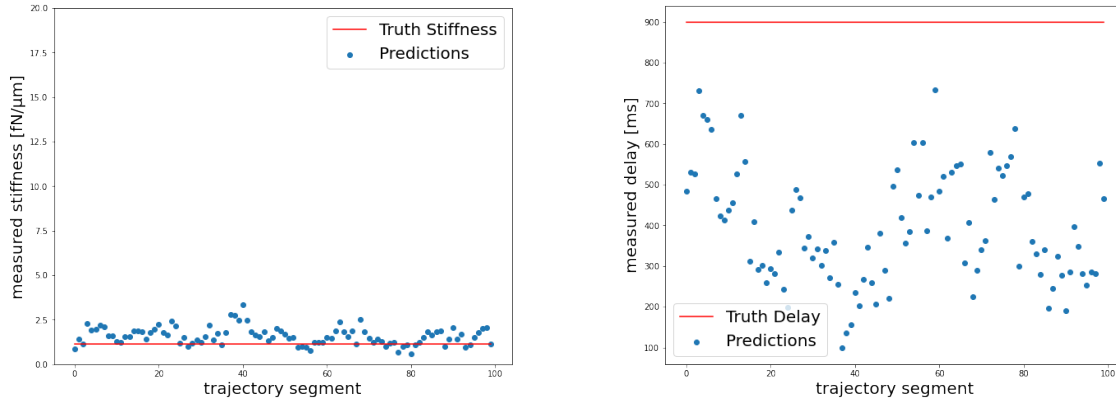 20.0
17.5
15.0
12.5
10.0
7.5
5.0
2.5
0.0
measured stiffness [fN/μm]
Truth Stiffness
Predictions
0 20 40 60 80 100
trajectory segment
900
800
700
600
500
400
300
200
100
measured delay [ms]
Truth Delay
Predictions
0 20 40 60 80 100
trajectory segment